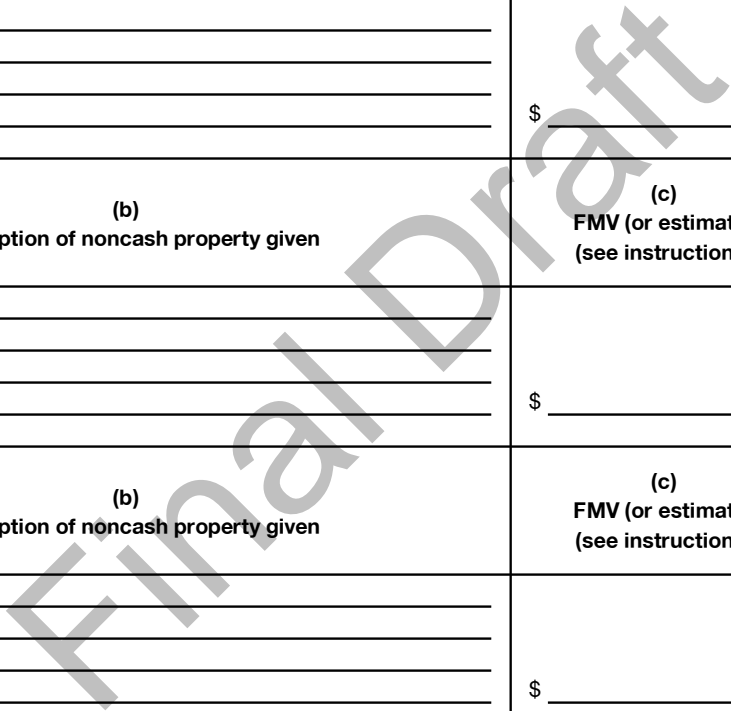 $
(b)
ption of noncash property given
(c)
FMV (or estimat
(see instruction
$
(b)
ption of noncash property given
(c)
FMV (or estimat
(see instruction
$
Final Draft